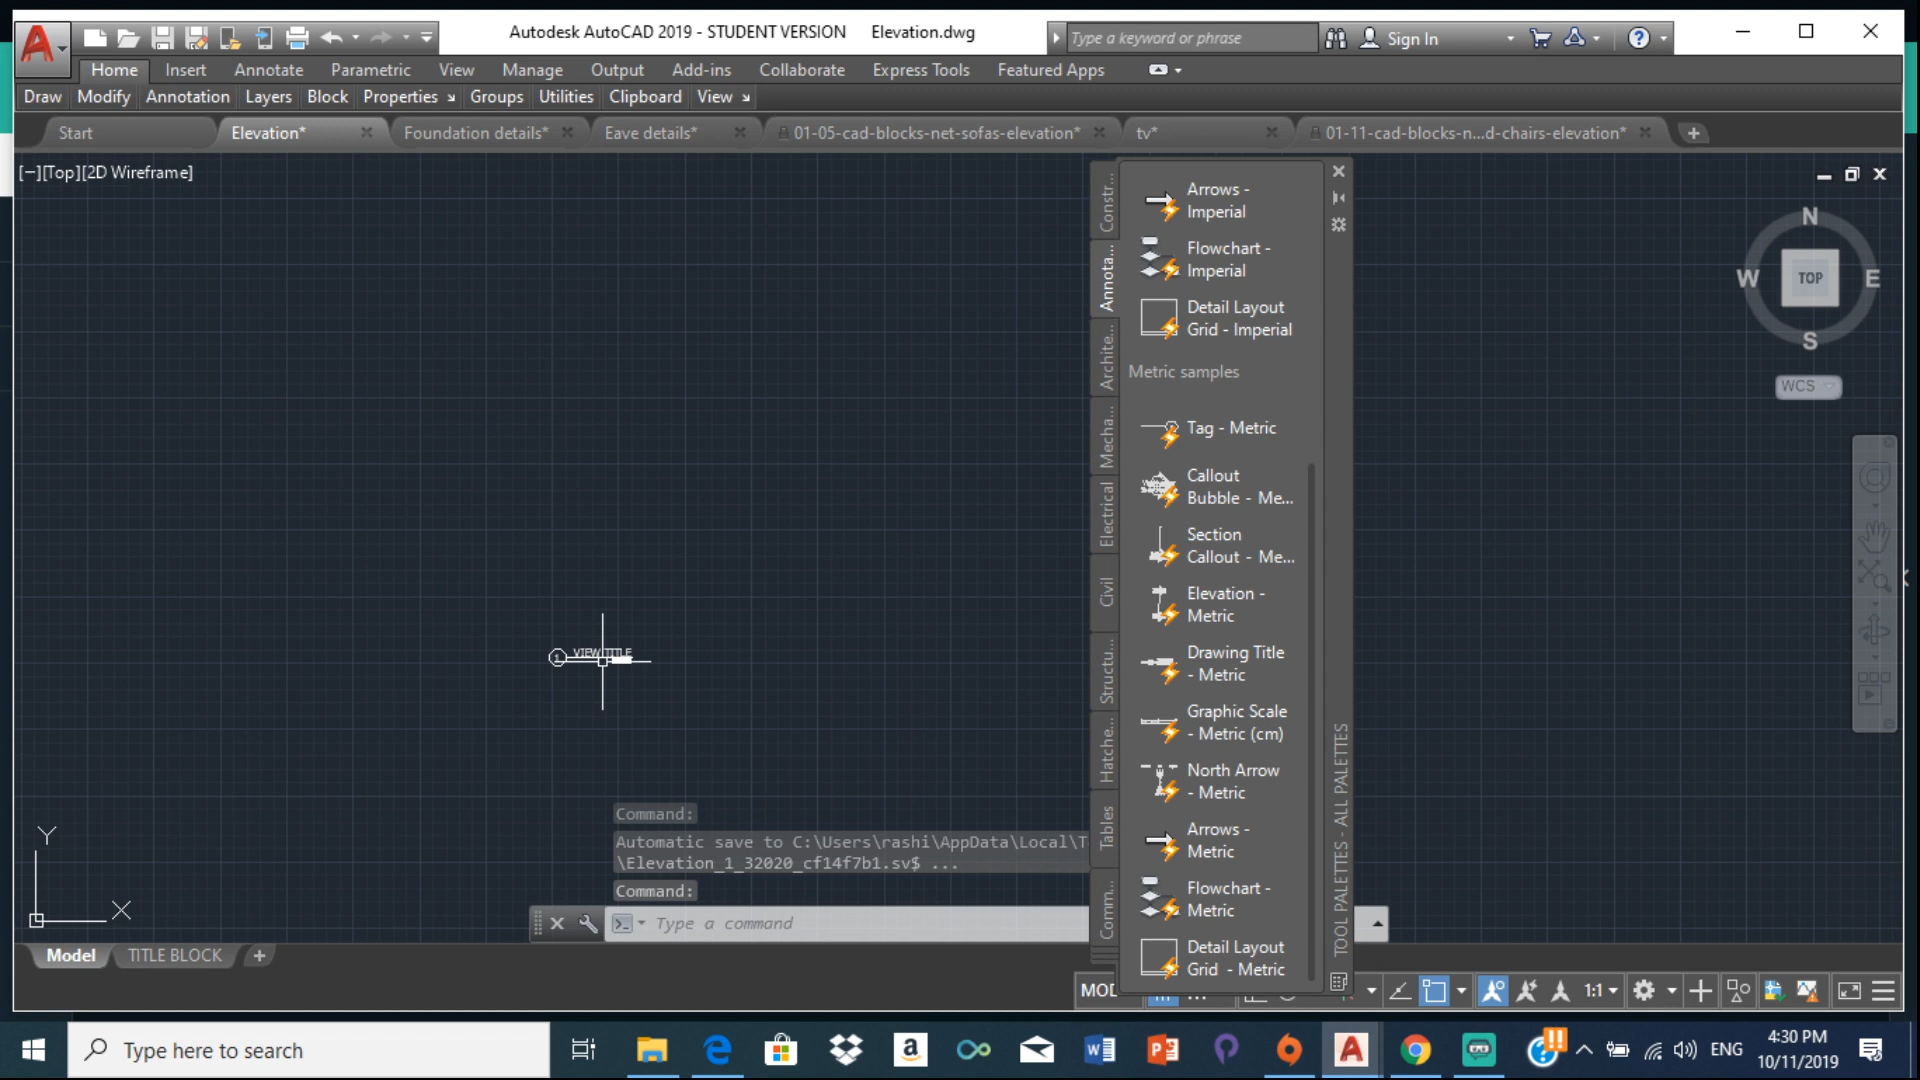 Autodesk AutoCAD 2019 - STUDENT VERSION Elevation.dwg
Type a keyword or phrase
Sign In
Home Insert Annotate Parametric View Manage Output Add-ins Collaborate Express Tools Featured Apps
Draw Modify Annotation Layers Block Properties Groups Utilities Clipboard View
Start Elevation* Foundation details* Eave details* 01-05-cad-blocks-net-sofas-elevation* tv* 01-11-cad-blocks-n...d-chairs-elevation*
[−][Top][2D Wireframe]
Constr...
Annota...
Archite...
Mecha...
Electrical
Civil
Structu...
Hatche...
Tables
Comm...
Arrows -
Imperial
Flowchart -
Imperial
Detail Layout
Grid - Imperial
Metric samples
Tag - Metric
Callout
Bubble - Me...
Section
Callout - Me...
Elevation -
Metric
Drawing Title
- Metric
Graphic Scale
- Metric (cm)
North Arrow
- Metric
Arrows -
Metric
Flowchart -
Metric
Detail Layout
Grid - Metric
TOOL PALETTES - ALL PALETTES
N
W TOP E
S
WCS
1 VIEW TITLE
Y
X
Command:
Automatic save to C:\Users\rashi\AppData\Local\T
\Elevation_1_32020_cf14f7b1.sv$ ...
Command:
Type a command
Model TITLE BLOCK
MOD
1:1
Type here to search
ENG
4:30 PM
10/11/2019